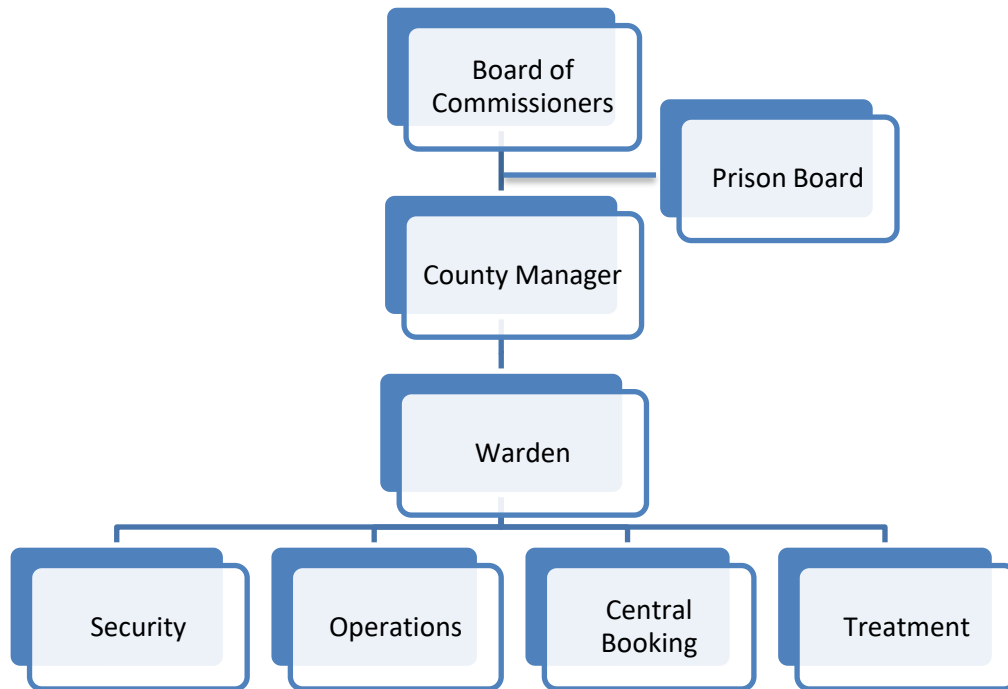 Board of
Commissioners
Prison Board
County Manager
Warden
Security
Operations
Central
Booking
Treatment